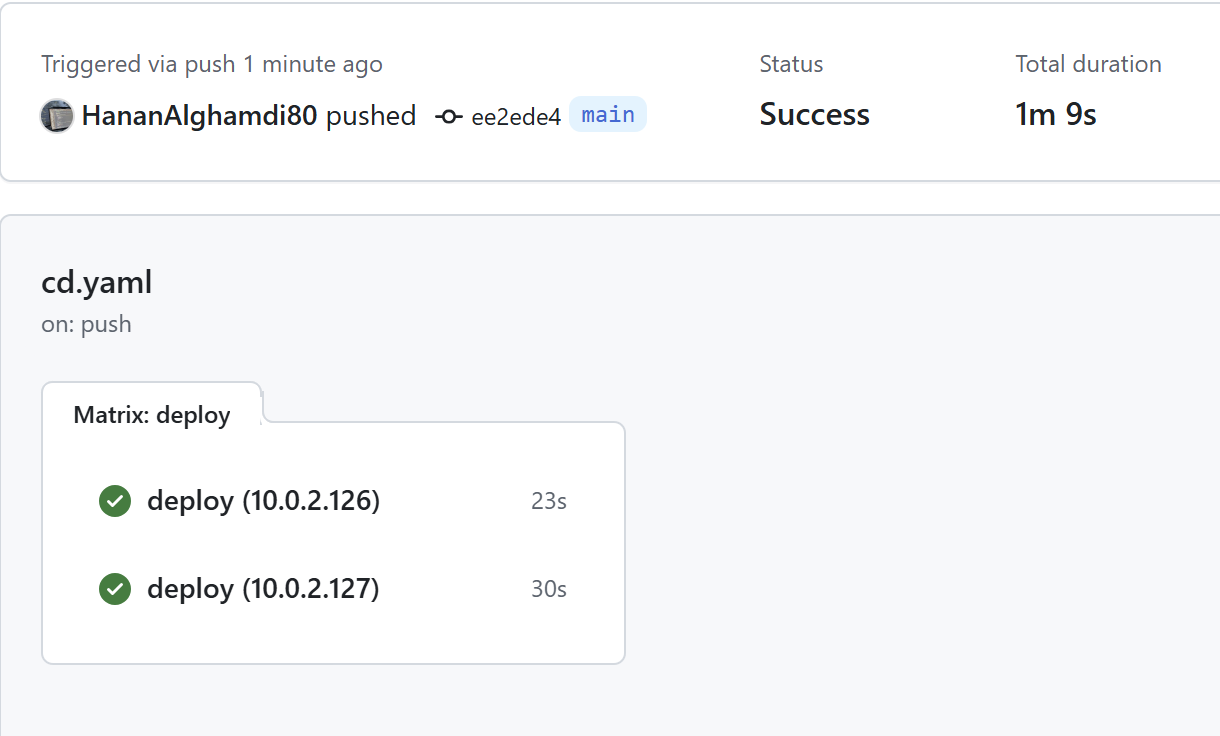 Triggered via push 1 minute ago
HananAlghamdi80 pushed ee2ede4 main
Status
Success
Total duration
1m 9s
cd.yaml
on: push
Matrix: deploy
deploy (10.0.2.126) 23s
deploy (10.0.2.127) 30s